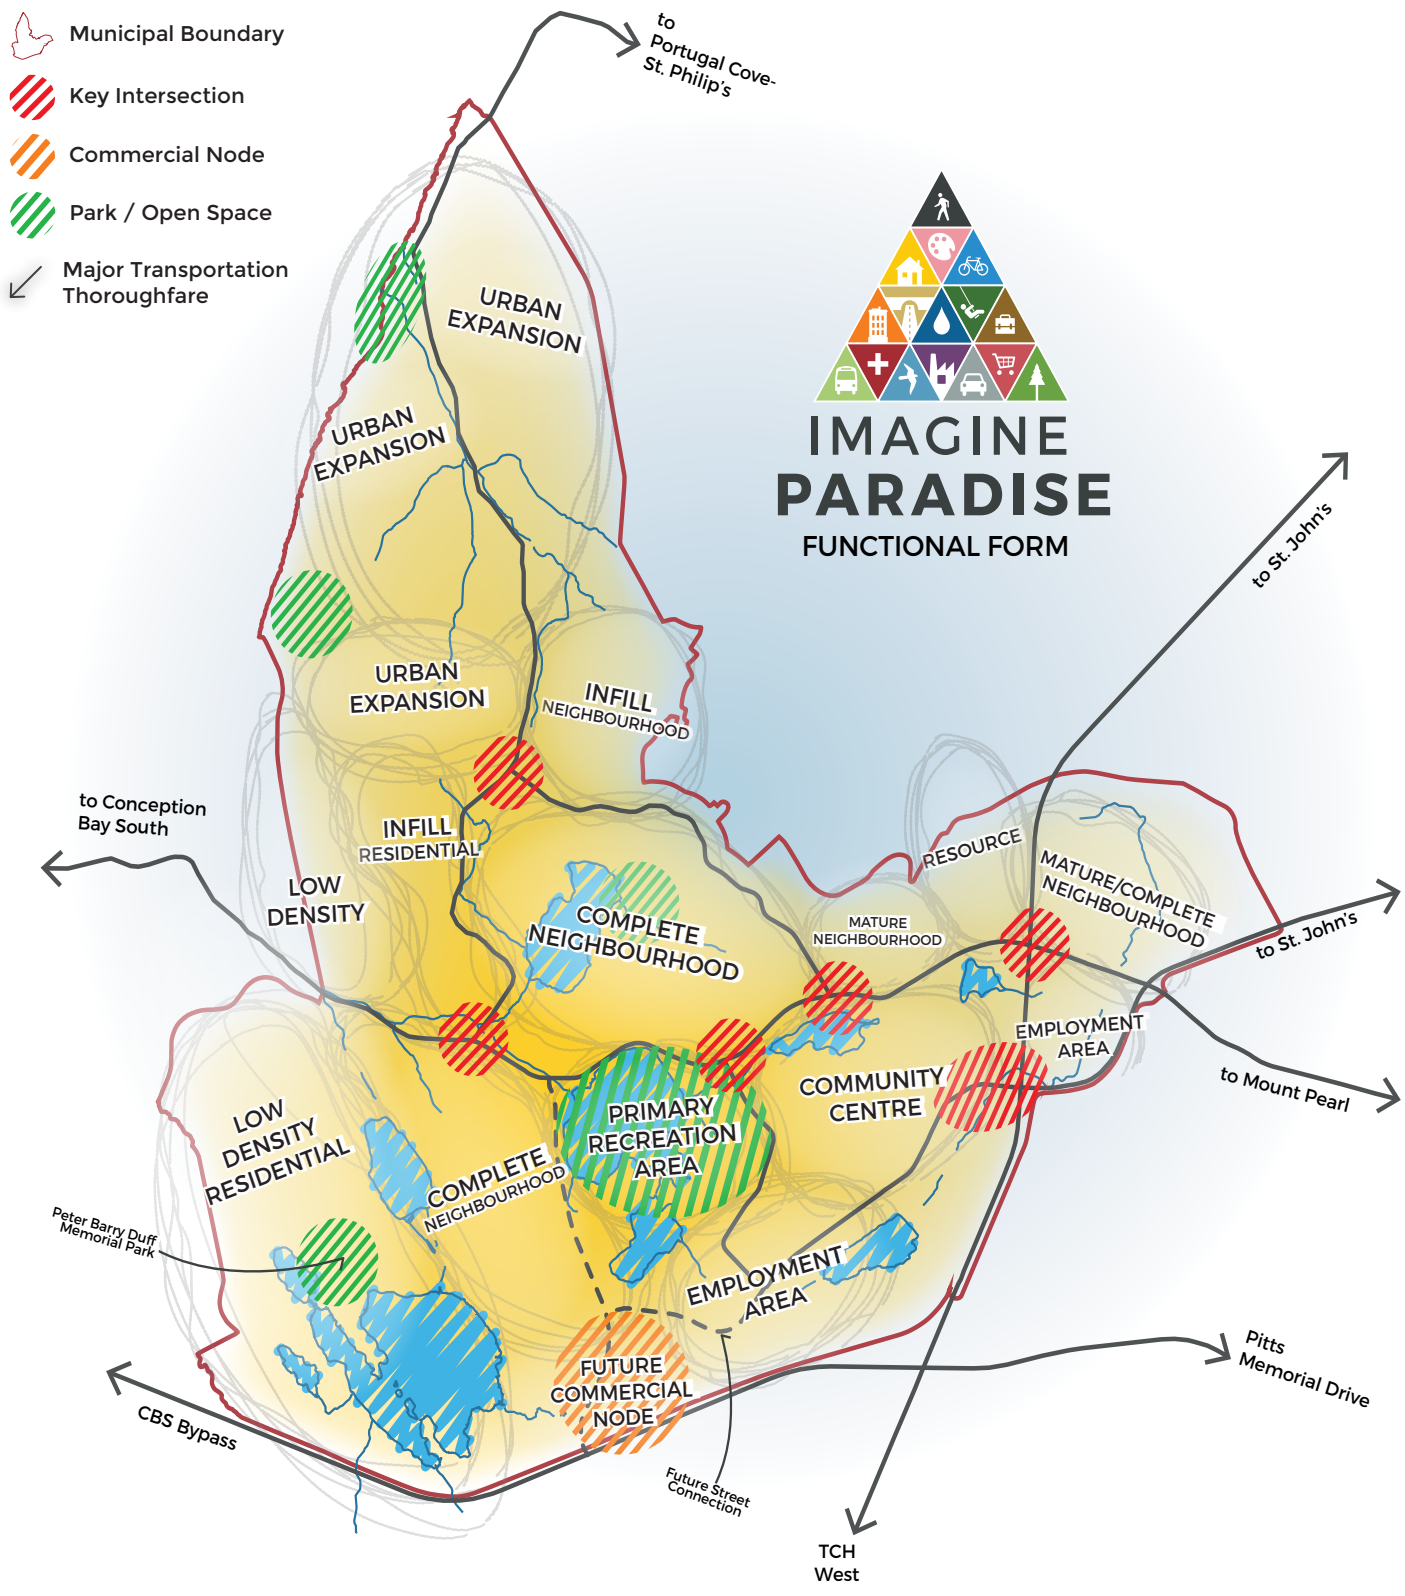 Municipal Boundary
Key Intersection
Commercial Node
Park / Open Space
Major Transportation
Thoroughfare
to
Portugal Cove-
St. Philip's
IMAGINE
PARADISE
FUNCTIONAL FORM
URBAN
EXPANSION
URBAN
EXPANSION
URBAN
EXPANSION
INFILL
NEIGHBOURHOOD
to St. John's
to Conception
Bay South
INFILL
RESIDENTIAL
LOW
DENSITY
COMPLETE
NEIGHBOURHOOD
MATURE
NEIGHBOURHOOD
RESOURCE
MATURE/COMPLETE
NEIGHBOURHOOD
to St. John's
EMPLOYMENT
AREA
to Mount Pearl
COMMUNITY
CENTRE
PRIMARY
RECREATION
AREA
LOW
DENSITY
RESIDENTIAL
COMPLETE
NEIGHBOURHOOD
Peter Barry Duff
Memorial Park
EMPLOYMENT
AREA
FUTURE
COMMERCIAL
NODE
Pitts
Memorial Drive
CBS Bypass
Future Street
Connection
TCH
West